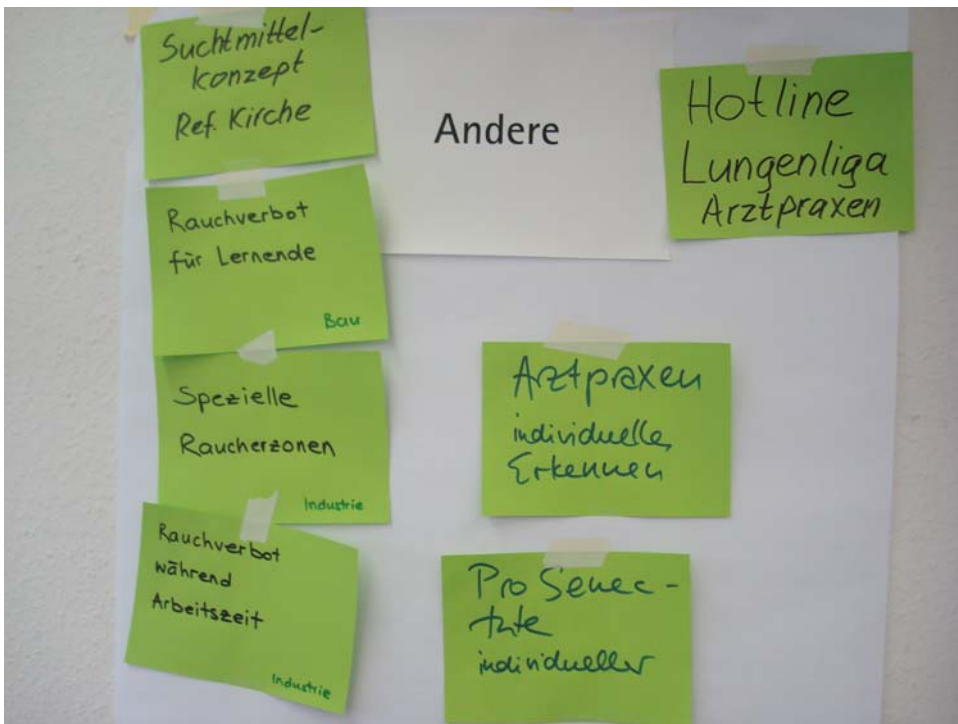 Suchtmittel-
konzept
Ref. Kirche
Rauchverbot
für Lernende
Bau
Spezielle
Raucherzonen
Industrie
Rauchverbot
während
Arbeitszeit
Industrie
Andere
Hotline
Lungenliga
Arztpraxen
Arztpraxen
individuelles
Erkennen
Pro Senec-
tute
individueller